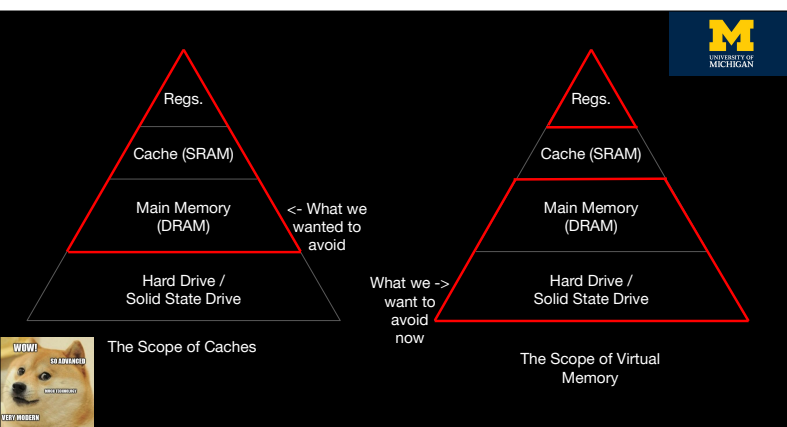 M
UNIVERSITY OF
MICHIGAN
Regs.
Cache (SRAM)
Main Memory
(DRAM)
<- What we
wanted to
avoid
Hard Drive /
Solid State Drive
The Scope of Caches
Regs.
Cache (SRAM)
Main Memory
(DRAM)
What we ->
want to
avoid
now
Hard Drive /
Solid State Drive
The Scope of Virtual
Memory
WOW!
SO ADVANCED
MUCH TECHNOLOGY
VERY MODERN